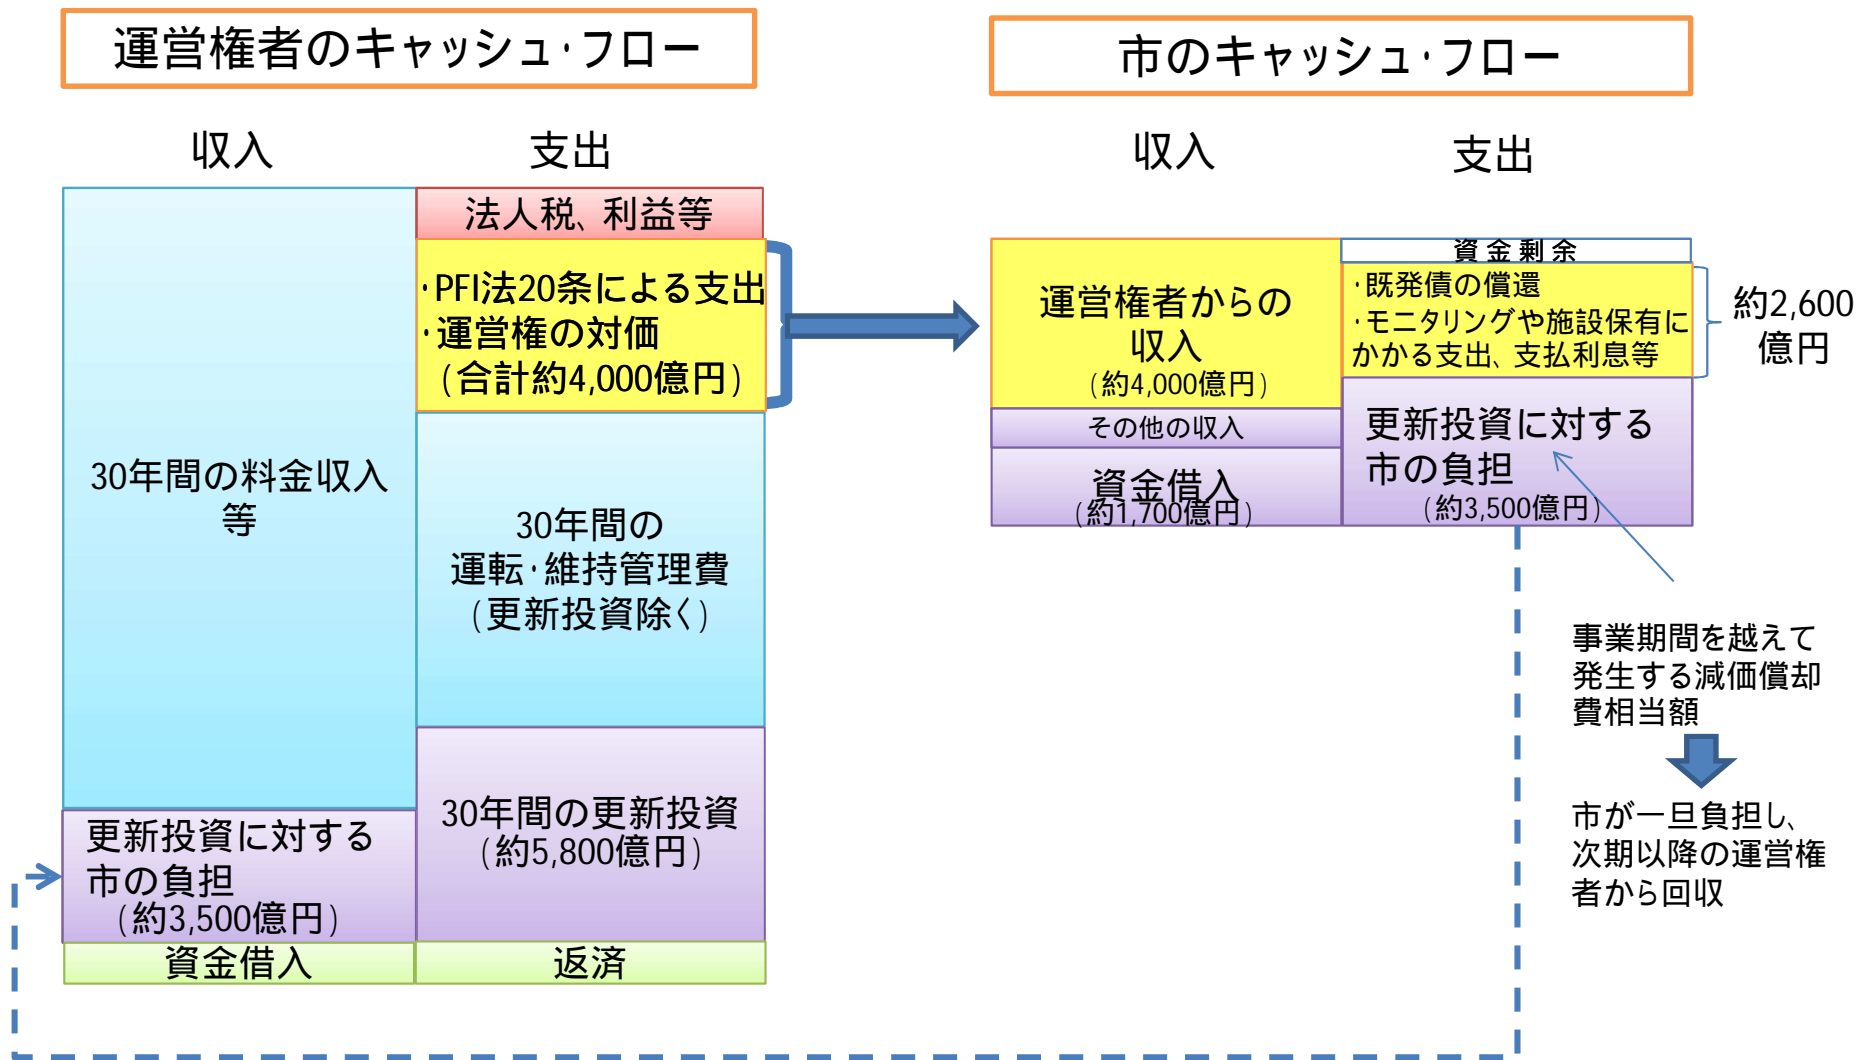 運営権者のキャッシュ・フロー
収入
支出
30年間の料金収入
等
更新投資に対する
市の負担
（約3,500億円）
資金借入
法人税、利益等
・PFI法20条による支出
・運営権の対価
（合計約4,000億円）
30年間の
運転・維持管理費
（更新投資除く）
30年間の更新投資
（約5,800億円）
返済
市のキャッシュ・フロー
収入
支出
運営権者からの
収入
（約4,000億円）
その他の収入
資金借入
（約1,700億円）
資金剰余
・既発債の償還
・モニタリングや施設保有に
かかる支出、支払利息等
更新投資に対する
市の負担
（約3,500億円）
約2,600
億円
事業期間を越えて
発生する減価償却
費相当額
市が一旦負担し、
次期以降の運営権
者から回収